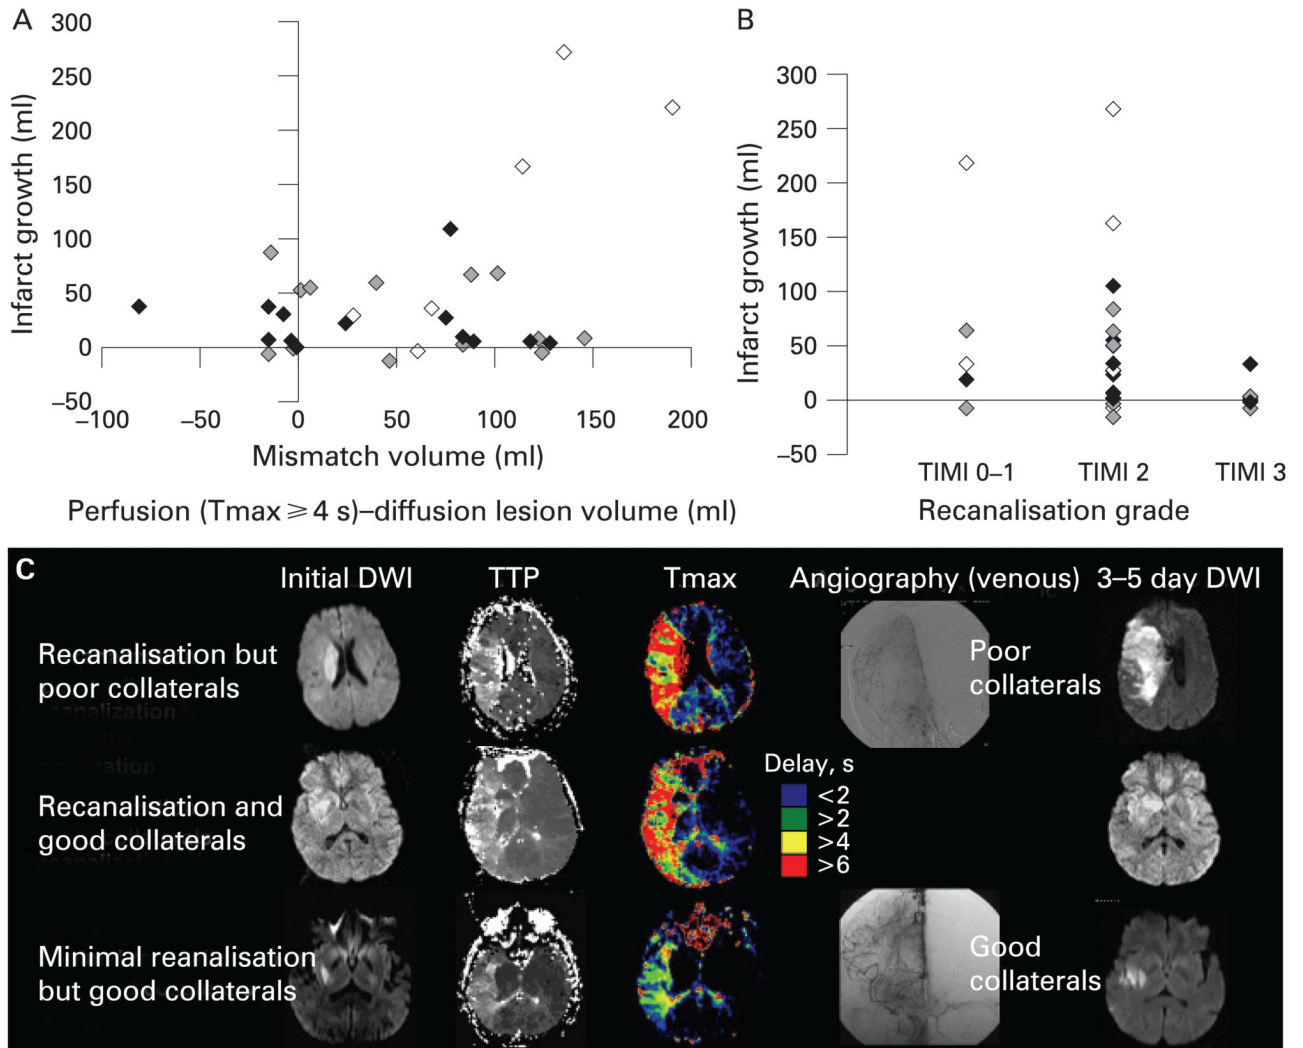 A
300
250
200
150
100
50
0
–50
–100
–50
0
50
100
150
200
Infarct growth (ml)
Mismatch volume (ml)
Perfusion (Tmax ⩾ 4 s)–diffusion lesion volume (ml)
B
300
250
200
150
100
50
0
–50
Infarct growth (ml)
TIMI 0–1
TIMI 2
TIMI 3
Recanalisation grade
C
Initial DWI
TTP
Tmax
Angiography (venous)
3–5 day DWI
Recanalisation but
poor collaterals
Poor
collaterals
Recanalisation and
good collaterals
Delay, s
<2
>2
>4
>6
Minimal reanalisation
but good collaterals
Good
collaterals